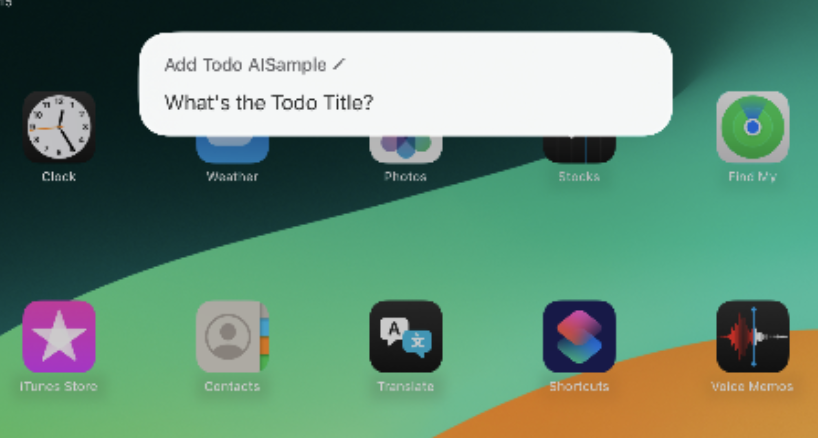 Add Todo AISample
What's the Todo Title?
Clock
Weather
Photos
Stocks
Find My
iTunes Store
Contacts
A 文
Translate
Shortcuts
Voice Memos